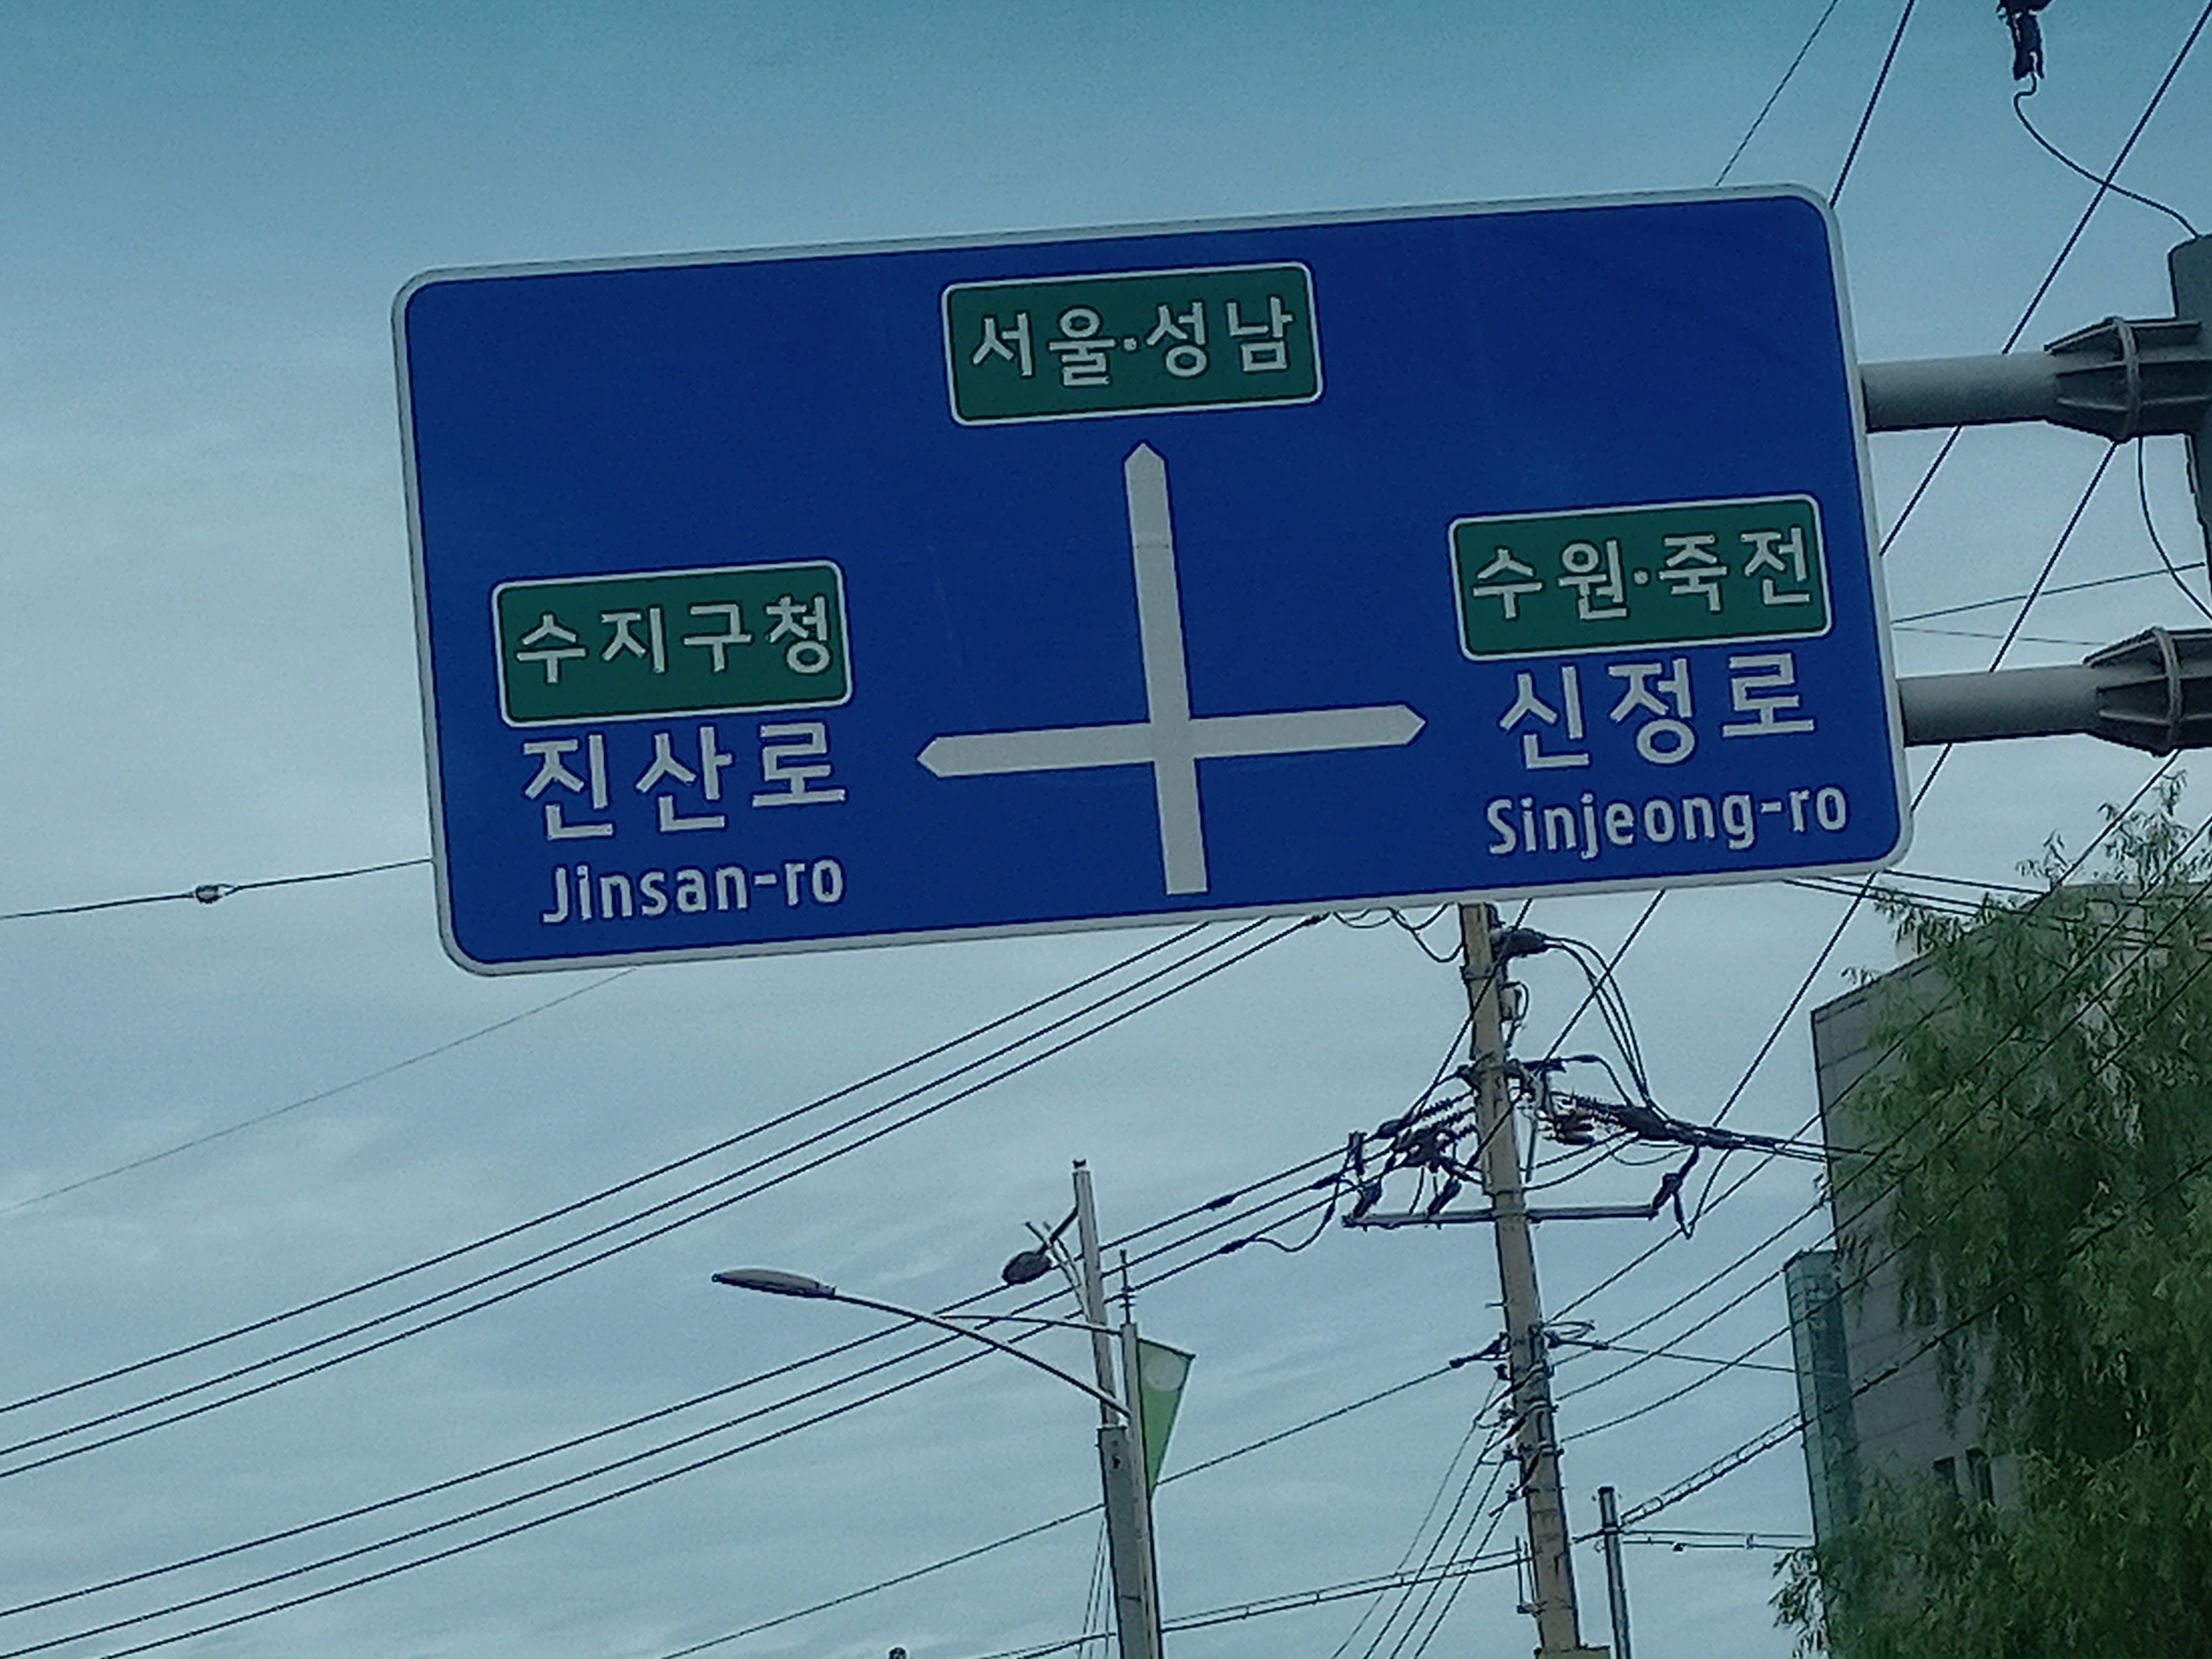 서울·성남
수지구청
진산로
Jinsan-ro
수원·죽전
신정로
Sinjeong-ro